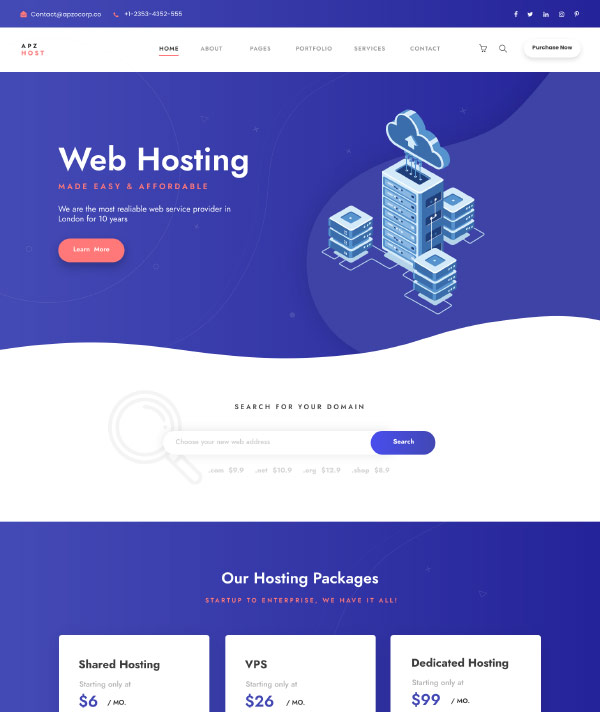 Contact@apzocorp.co +1-2353-4352-555
APZ
HOST
HOME ABOUT PAGES PORTFOLIO SERVICES CONTACT
Purshase Now
Web Hosting
MADE EASY & AFFORDABLE
We are the most realiable web service provider in
London for 10 years
Learn More
SEARCH FOR YOUR DOMAIN
Choose your new web address
Search
.com $9.9 .net $10.9 .org $12.9 .shop $8.9
Our Hosting Packages
STARTUP TO ENTERPRISE, WE HAVE IT ALL!
Shared Hosting
Starting only at
$6 / MO.
VPS
Starting only at
$26 / MO.
Dedicated Hosting
Starting only at
$99 / MO.